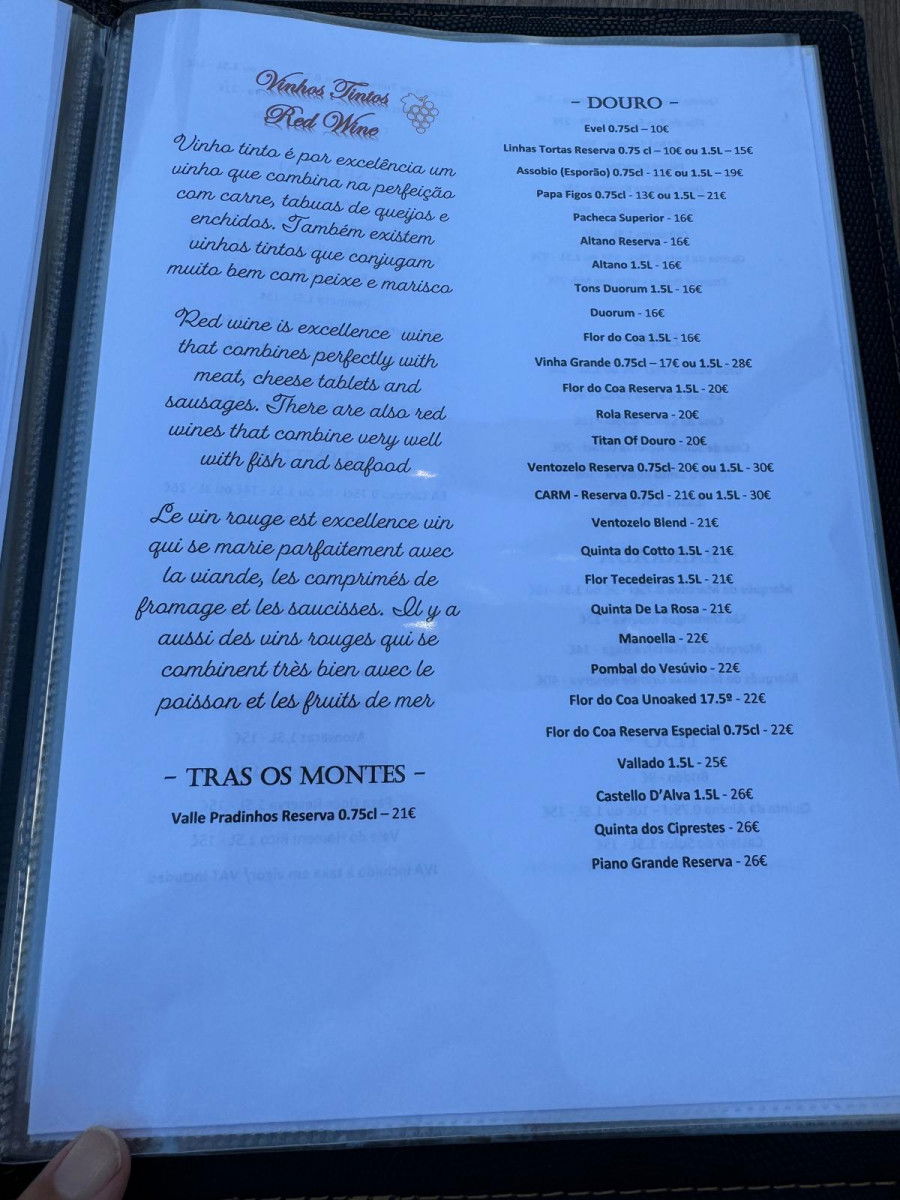 Vinhos Tintos
Red Wine
Vinho tinto é por excelência um
vinho que combina na perfeição
com carne, tabuas de queijos e
enchidos. Também existem
vinhos tintos que conjugam
muito bem com peixe e marisco
Red wine is excellence wine
that combines perfectly with
meat, cheese tablets and
sausages. There are also red
wines that combine very well
with fish and seafood
Le vin rouge est excellence vin
qui se marie parfaitement avec
la viande, les comprimés de
fromage et les saucisses. Il y a
aussi des vins rouges qui se
combinent très bien avec le
poisson et les fruits de mer
- TRAS OS MONTES -
Valle Pradinhos Reserva 0.75cl – 21€
- DOURO -
Evel 0.75cl - 10€
Linhas Tortas Reserva 0.75 cl – 10€ ou 1.5L – 15€
Assobio (Esporão) 0.75cl - 11€ ou 1.5L – 19€
Papa Figos 0.75cl - 13€ ou 1.5L – 21€
Pacheca Superior - 16€
Altano Reserva - 16€
Altano 1.5L - 16€
Tons Duorum 1.5L - 16€
Duorum - 16€
Flor do Coa 1.5L - 16€
Vinha Grande 0.75cl – 17€ ou 1.5L - 28€
Flor do Coa Reserva 1.5L - 20€
Rola Reserva - 20€
Titan Of Douro - 20€
Ventozelo Reserva 0.75cl- 20€ ou 1.5L - 30€
CARM - Reserva 0.75cl - 21€ ou 1.5L - 30€
Ventozelo Blend - 21€
Quinta do Cotto 1.5L - 21€
Flor Tecedeiras 1.5L - 21€
Quinta De La Rosa - 21€
Manoella - 22€
Pombal do Vesúvio - 22€
Flor do Coa Unoaked 17.5º - 22€
Flor do Coa Reserva Especial 0.75cl - 22€
Vallado 1.5L - 25€
Castello D’Alva 1.5L - 26€
Quinta dos Ciprestes - 26€
Piano Grande Reserva - 26€